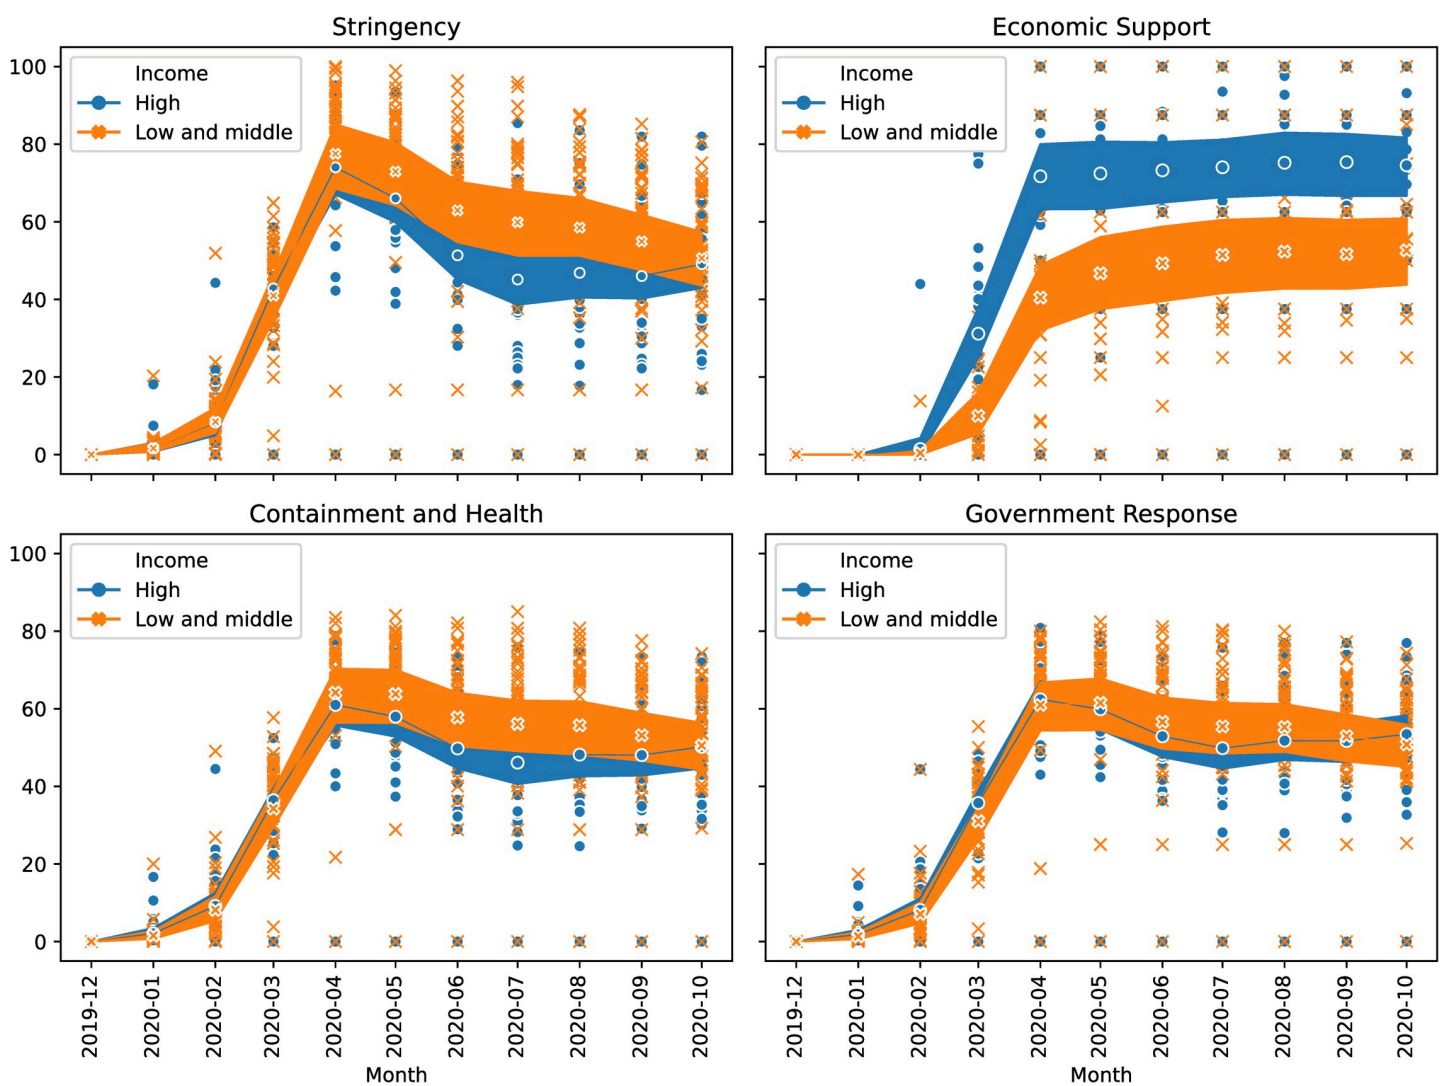 Stringency
Economic Support
100
80
60
40
20
0
Income
High
Low and middle
Income
High
Low and middle
Containment and Health
Government Response
100
80
60
40
20
0
Income
High
Low and middle
Income
High
Low and middle
2019-12
2020-01
2020-02
2020-03
2020-04
2020-05
2020-06
2020-07
2020-08
2020-09
2020-10
Month
2019-12
2020-01
2020-02
2020-03
2020-04
2020-05
2020-06
2020-07
2020-08
2020-09
2020-10
Month